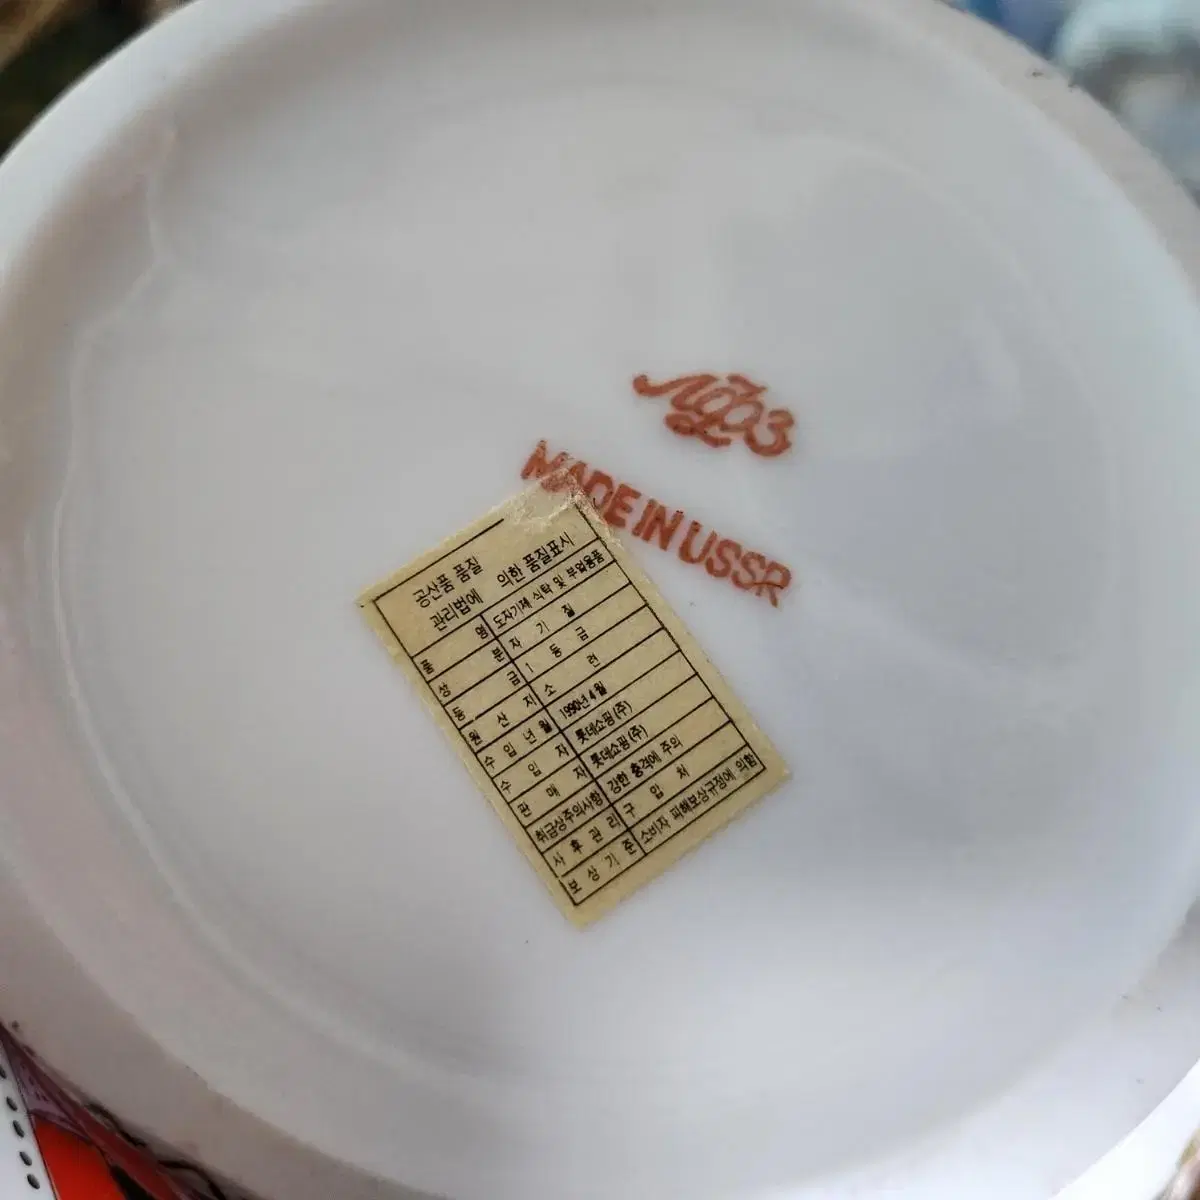 ЛФЗ
MADE IN USSR
공산품 품질
관리법에 의한 품질표시
품 명 도자기제 식탁 및 부엌용품
성 분 자 기 질
등 급 1 등 급
원 산 지 소 련
수 입 년 월 1990년 4월
수 입 자 롯데쇼핑(주)
판 매 자 롯데쇼핑(주)
취급상주의사항 강한 충격에 주의
사 후 관 리 구 입 처
보 상 기 준 소비자 피해보상규정에 의함